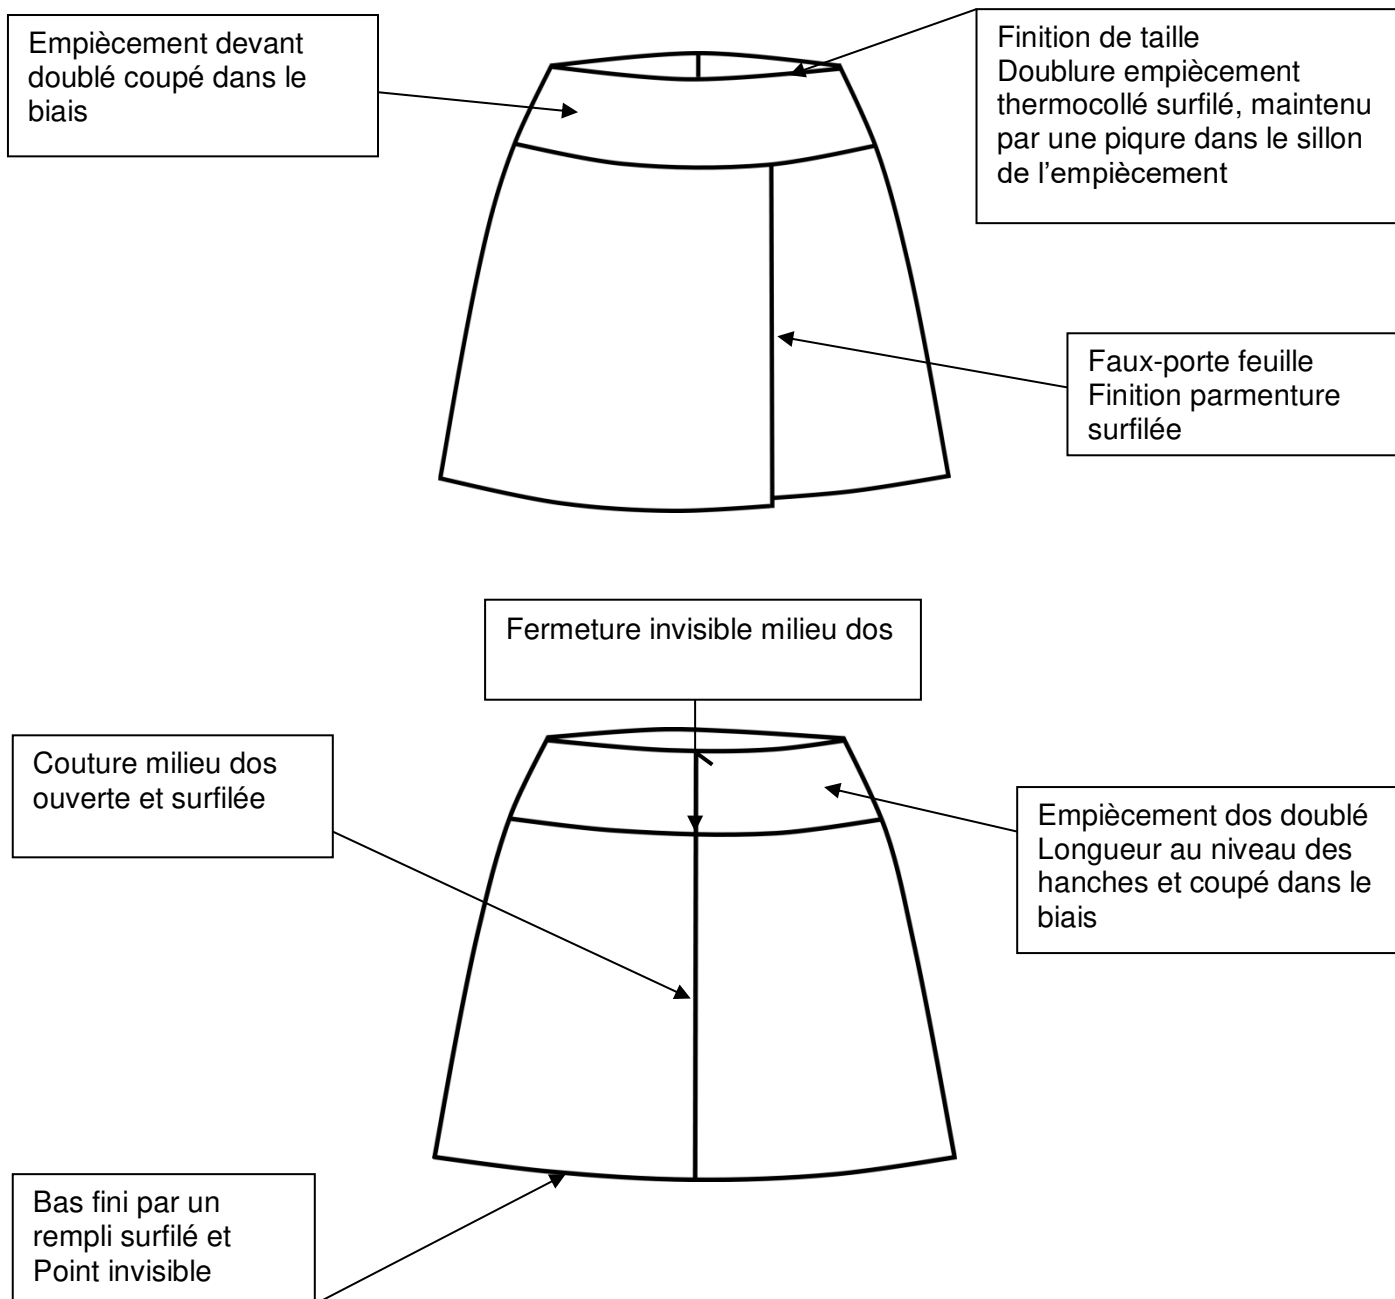 Empiècement devant
doublé coupé dans le
biais
Finition de taille
Doublure empiècement
thermocollé surfilé, maintenu
par une piqure dans le sillon
de l’empiècement
Faux-porte feuille
Finition parmenture
surfilée
Fermeture invisible milieu dos
Couture milieu dos
ouverte et surfilée
Empiècement dos doublé
Longueur au niveau des
hanches et coupé dans le
biais
Bas fini par un
rempli surfilé et
Point invisible